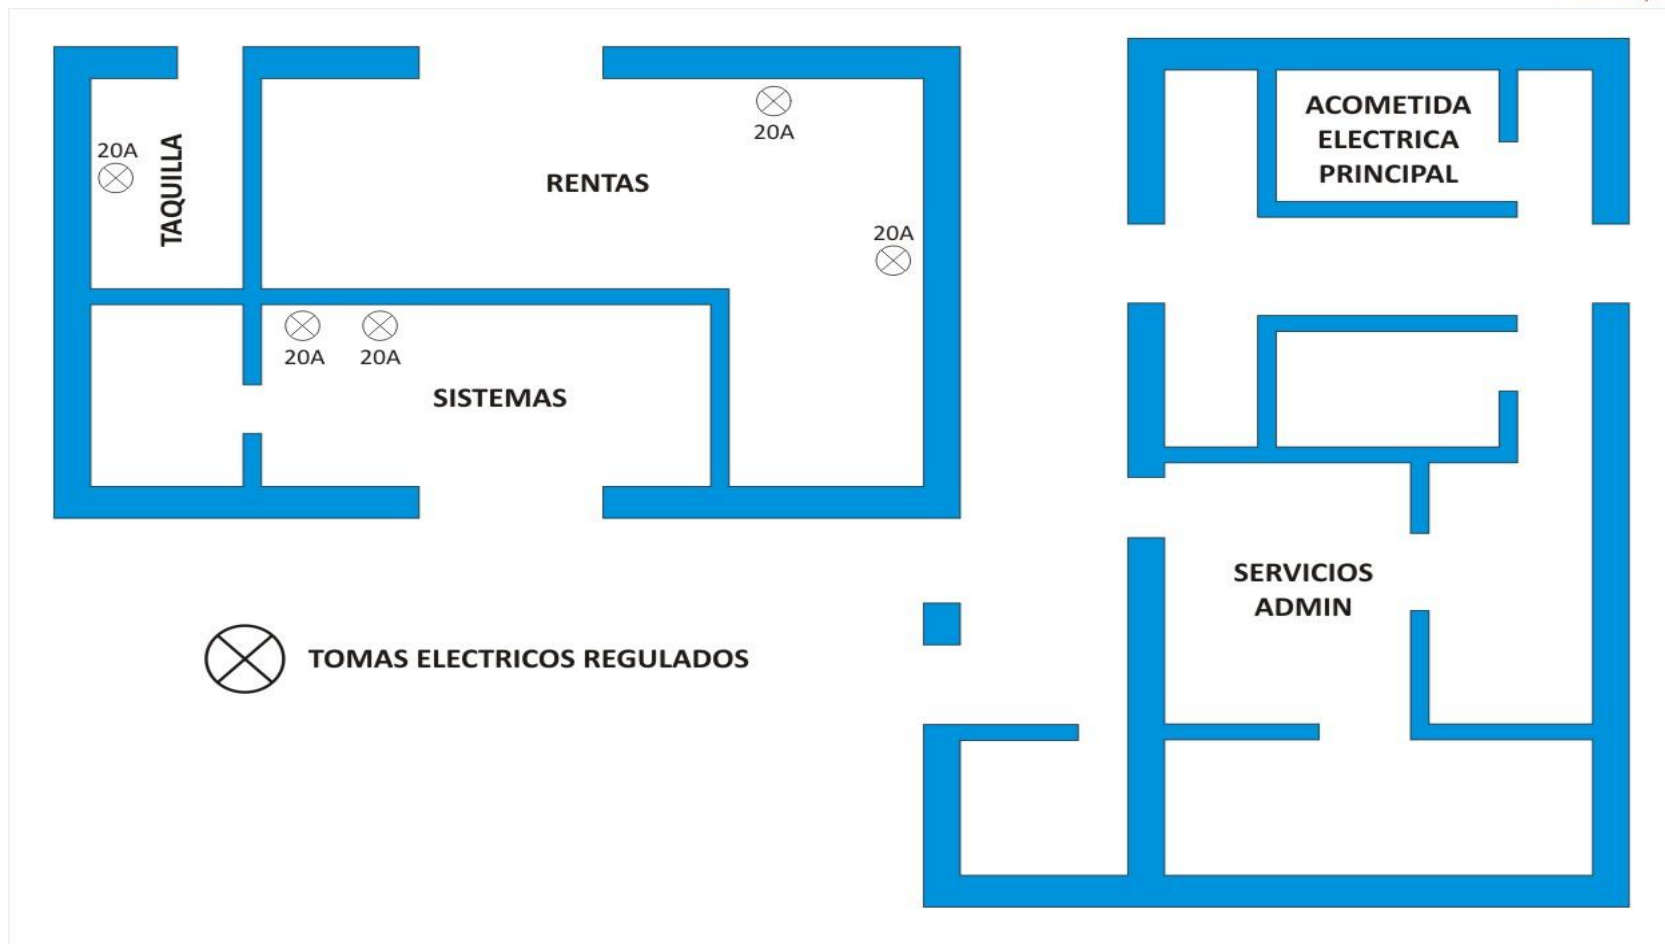 ACOMETIDA
ELECTRICA
PRINCIPAL
20A
20A
TAQUILLA
RENTAS
20A
20A
20A
SISTEMAS
SERVICIOS
ADMIN
TOMAS ELECTRICOS REGULADOS